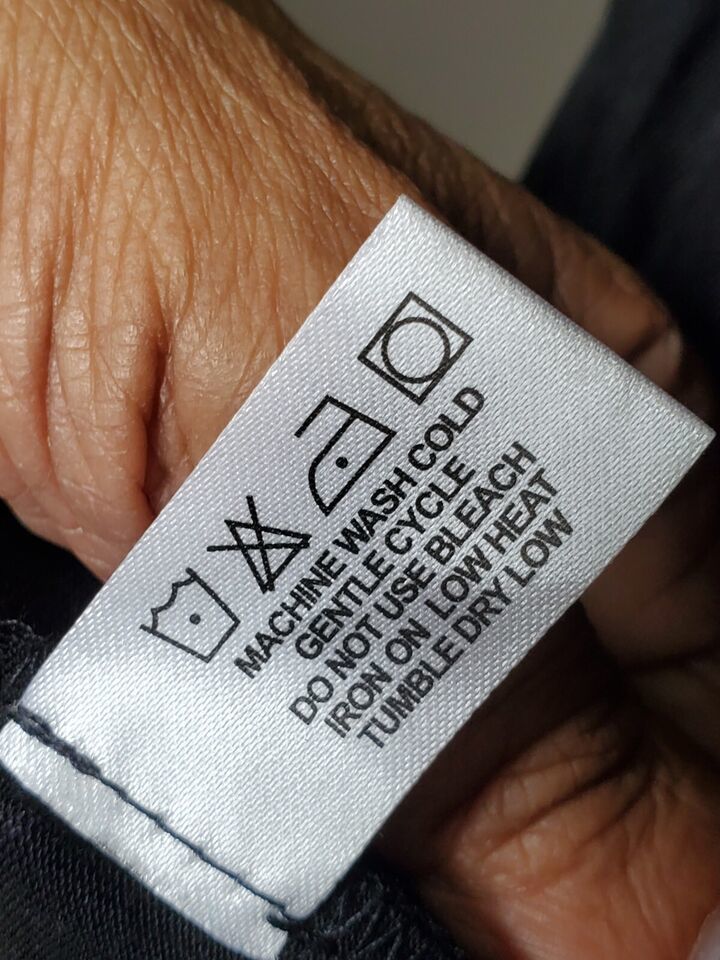 MACHINE WASH COLD
GENTLE CYCLE
DO NOT USE BLEACH
IRON ON LOW HEAT
TUMBLE DRY LOW